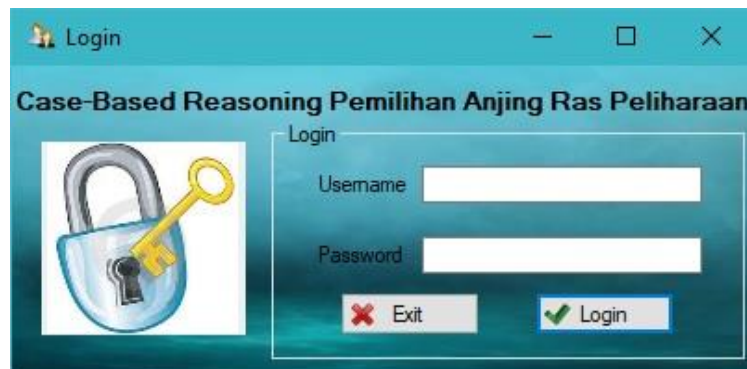 Login
Case-Based Reasoning Pemilihan Anjing Ras Peliharaan
Login
Username
Password
Exit
Login